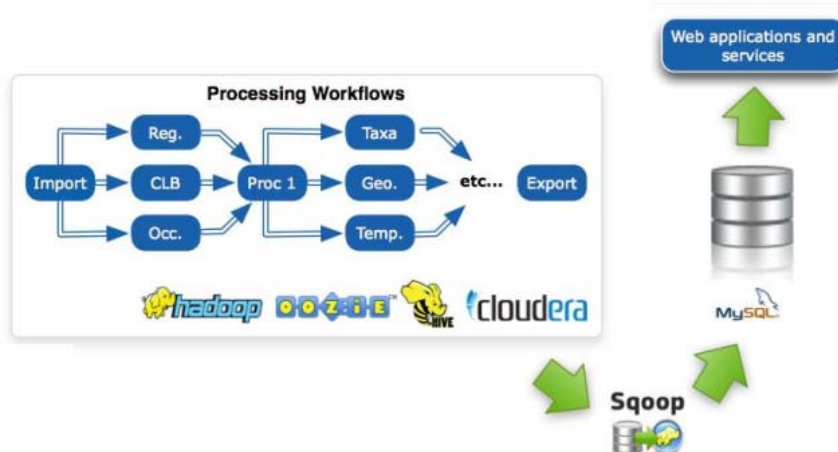 Web applications and
services
Processing Workflows
Reg.
Taxa
Import
CLB
Proc 1
Geo.
etc...
Export
Occ.
Temp.
hadoop
OOZIE™
HIVE
cloudera
MySQL
Sqoop